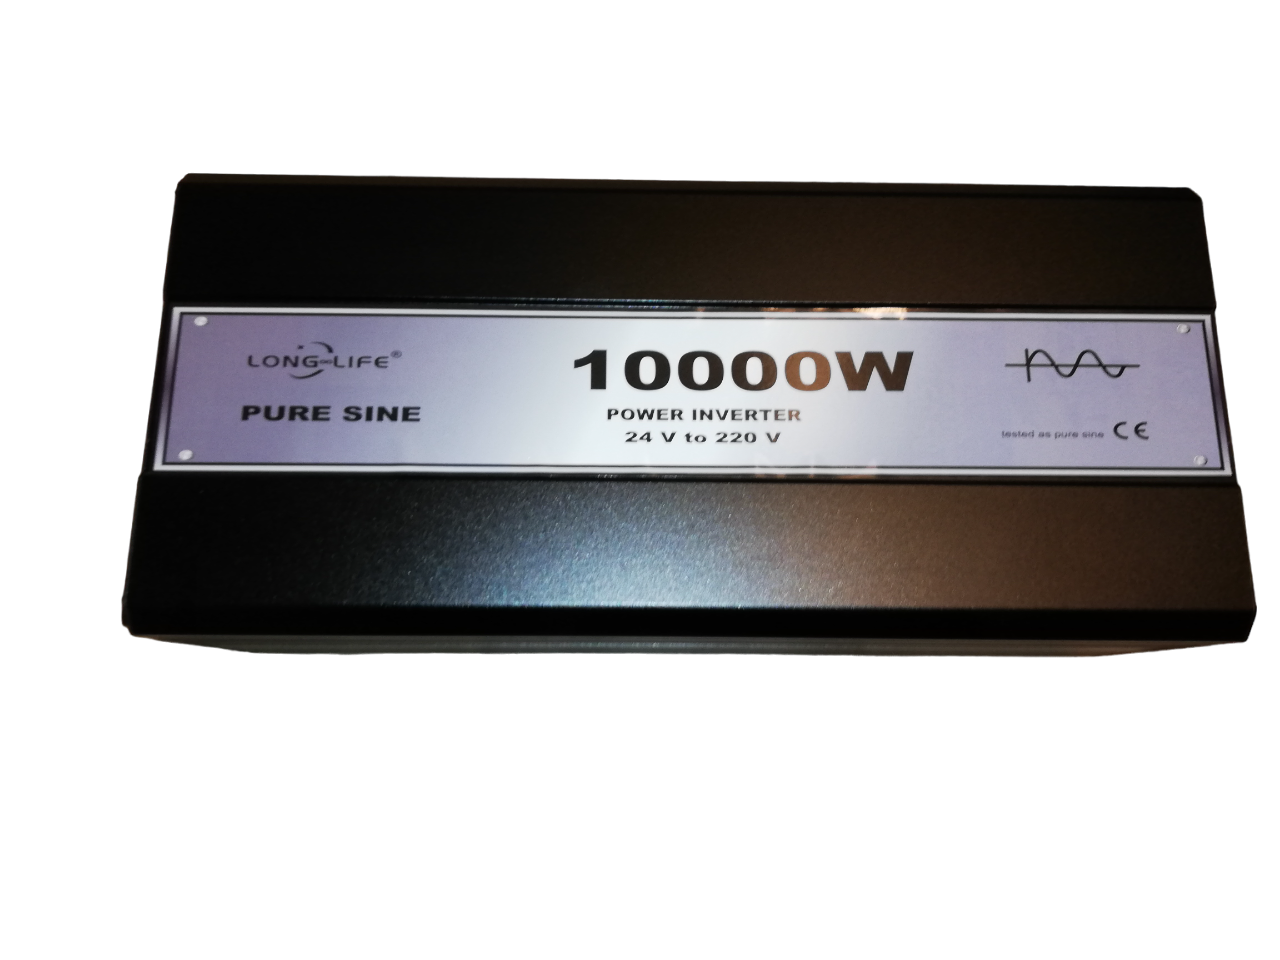 LONG LIFE®
PURE SINE
10000W
POWER INVERTER
24 V to 220 V
tested as pure sine CE